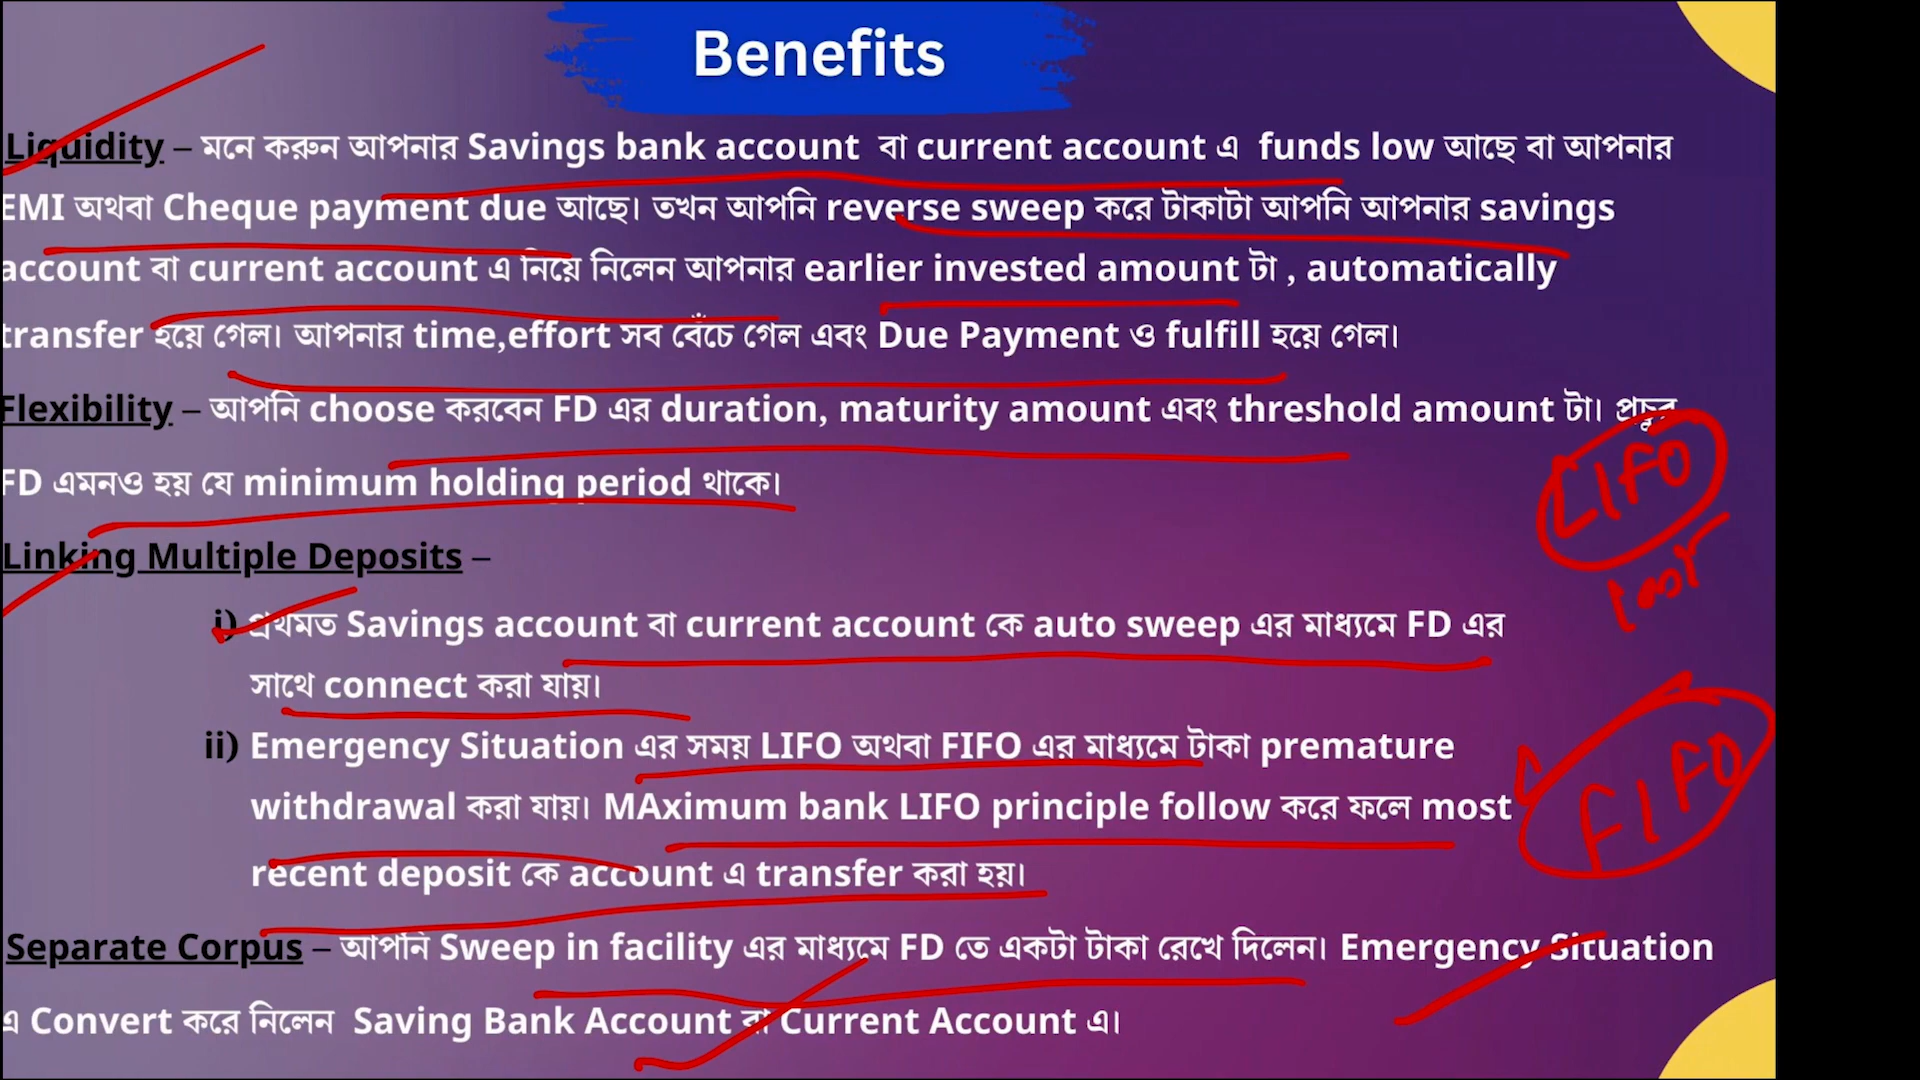 Benefits
Liquidity – মনে করুন আপনার Savings bank account বা current account এ funds low আছে বা আপনার
EMI অথবা Cheque payment due আছে। তখন আপনি reverse sweep করে টাকাটা আপনি আপনার savings
account বা current account এ নিয়ে নিলেন আপনার earlier invested amount টা , automatically
transfer হয়ে গেল। আপনার time,effort সব বেঁচে গেল এবং Due Payment ও fulfill হয়ে গেল।
Flexibility – আপনি choose করবেন FD এর duration, maturity amount এবং threshold amount টা। প্রচুর
FD এমনও হয় যে minimum holding period থাকে।
LIFO
Linking Multiple Deposits –
i) প্রথমত Savings account বা current account কে auto sweep এর মাধ্যমে FD এর
সাথে connect করা যায়।
ii) Emergency Situation এর সময় LIFO অথবা FIFO এর মাধ্যমে টাকা premature
withdrawal করা যায়। MAximum bank LIFO principle follow করে ফলে most
recent deposit কে account এ transfer করা হয়।
FIFO
Separate Corpus – আপনি Sweep in facility এর মাধ্যমে FD তে একটা টাকা রেখে দিলেন। Emergency Situation
এ Convert করে নিলেন Saving Bank Account বা Current Account এ।